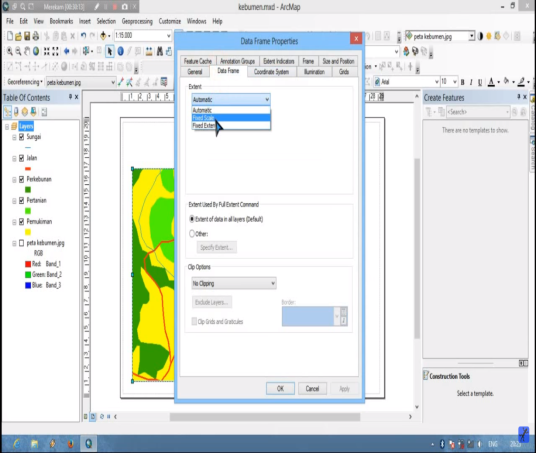 kebumen.mxd - ArcMap
File Edit View Bookmarks Insert Selection Geoprocessing Customize Windows Help
1:15.000
peta kebumen.jpg
Georeferencing
peta kebumen.jpg
Arial
10
B I U A
Table Of Contents
Layers
Sungai
Jalan
Perkebunan
Pertanian
Pemukiman
peta kebumen.jpg
RGB
Red: Band_1
Green: Band_2
Blue: Band_3
Data Frame Properties
Feature Cache Annotation Groups Extent Indicators Frame Size and Position
General Data Frame Coordinate System Illumination Grids
Extent
Automatic
Automatic
Fixed Scale
Fixed Extent
Extent Used By Full Extent Command
Extent of data in all layers (Default)
Other:
Specify Extent...
Clip Options
No Clipping
Exclude Layers...
Border:
Clip Grids and Graticules
OK Cancel Apply
Create Features
<Search>
There are no templates to show.
Construction Tools
Select a template.
ENG